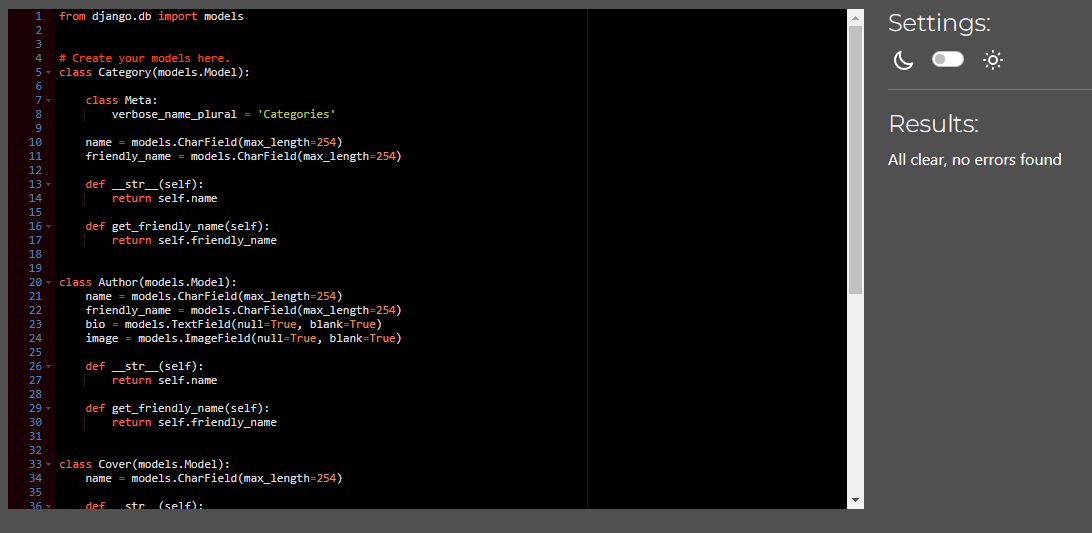 1 from django.db import models
2
3
4 # Create your models here.
5 class Category(models.Model):
6
7     class Meta:
8         verbose_name_plural = 'Categories'
9
10     name = models.CharField(max_length=254)
11     friendly_name = models.CharField(max_length=254)
12
13     def __str__(self):
14         return self.name
15
16     def get_friendly_name(self):
17         return self.friendly_name
18
19
20 class Author(models.Model):
21     name = models.CharField(max_length=254)
22     friendly_name = models.CharField(max_length=254)
23     bio = models.TextField(null=True, blank=True)
24     image = models.ImageField(null=True, blank=True)
25
26     def __str__(self):
27         return self.name
28
29     def get_friendly_name(self):
30         return self.friendly_name
31
32
33 class Cover(models.Model):
34     name = models.CharField(max_length=254)
35
36     def __str__(self):
Settings:
Results:
All clear, no errors found